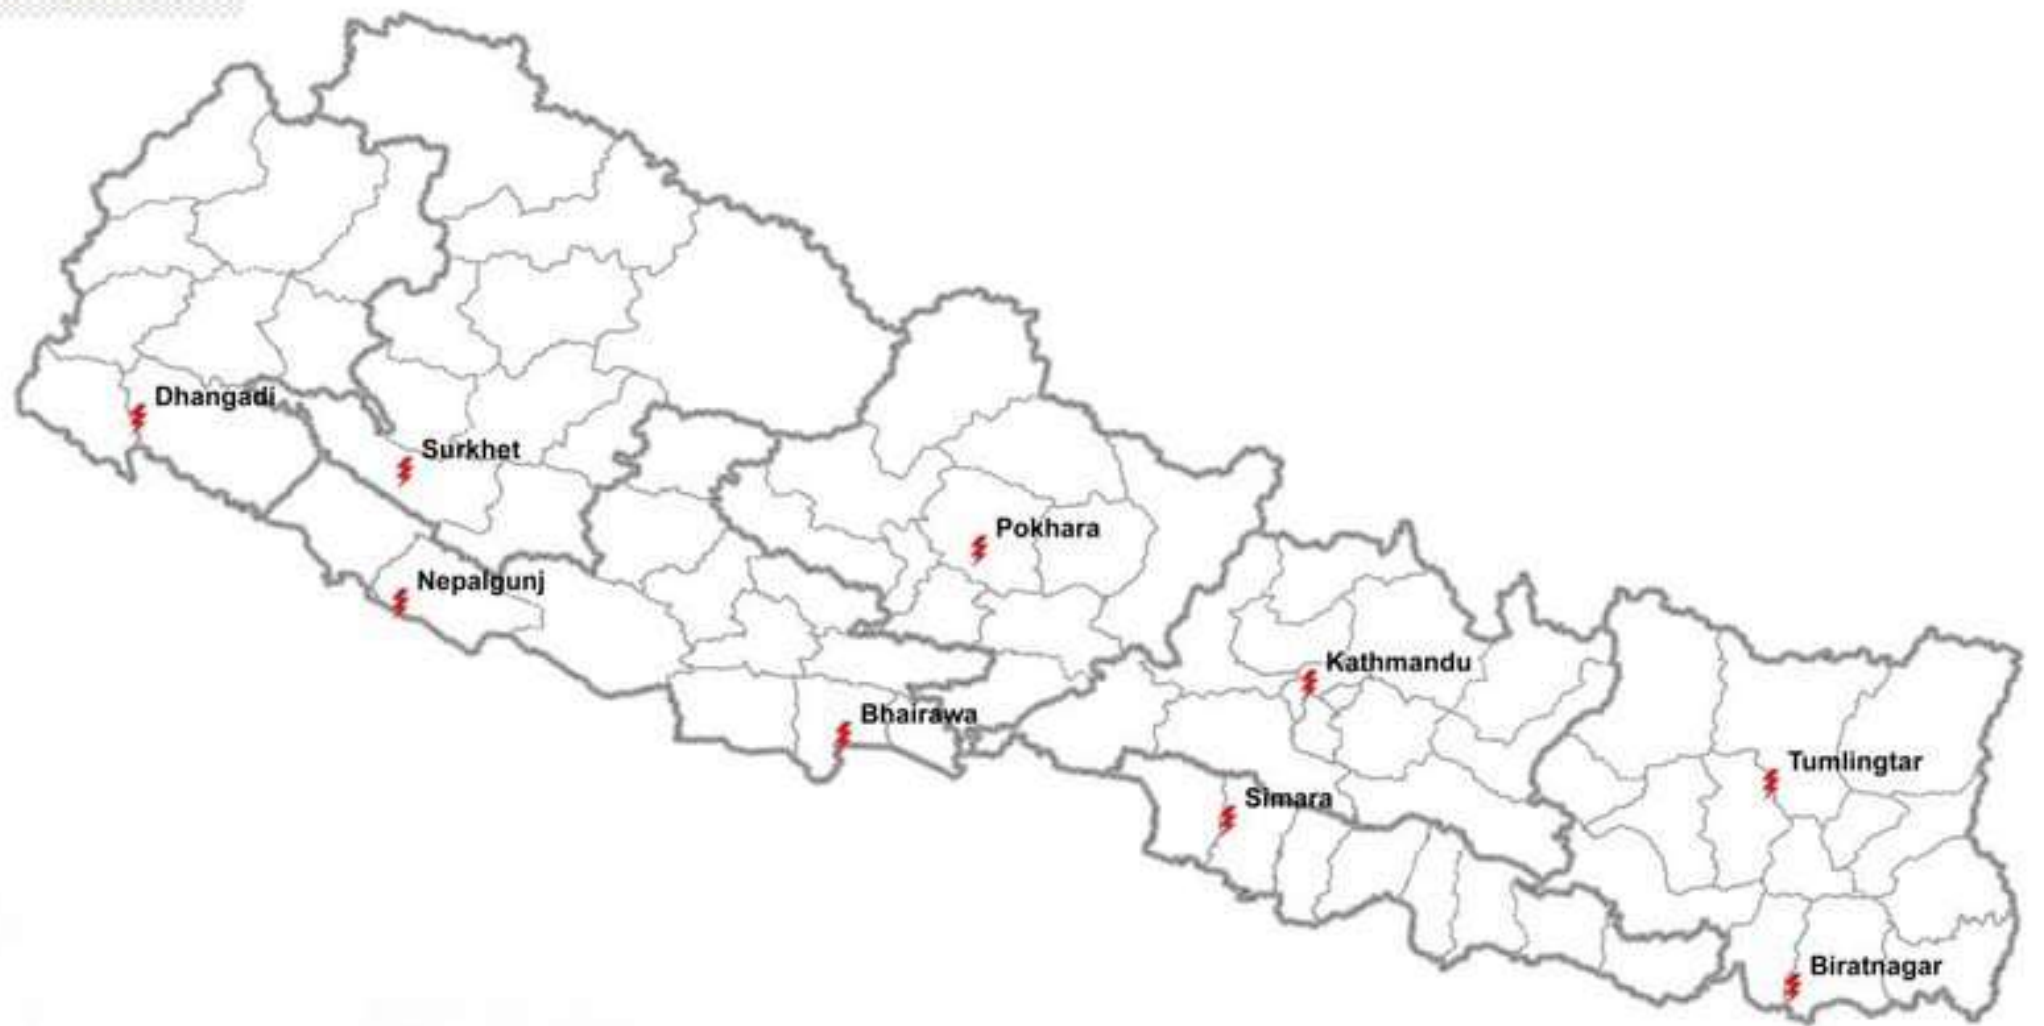 Dhangadi
Surkhet
Pokhara
Nepalgunj
Kathmandu
Bhairawa
Tumlingtar
Simara
Biratnagar